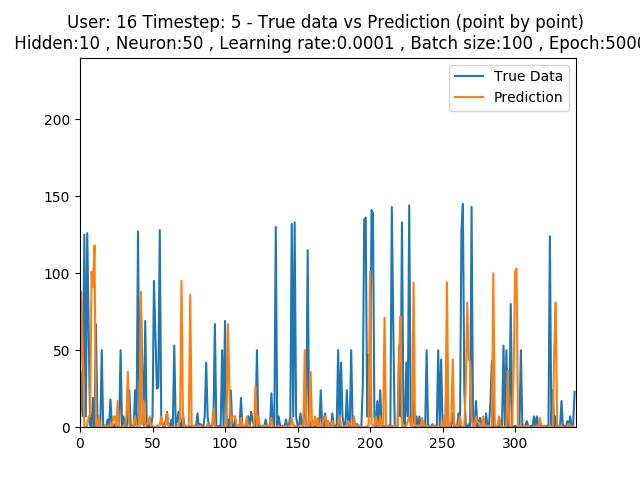 User: 16 Timestep: 5 - True data vs Prediction (point by point)
Hidden:10 , Neuron:50 , Learning rate:0.0001 , Batch size:100 , Epoch:5000
True Data
Prediction
200
150
100
50
0
0 50 100 150 200 250 300